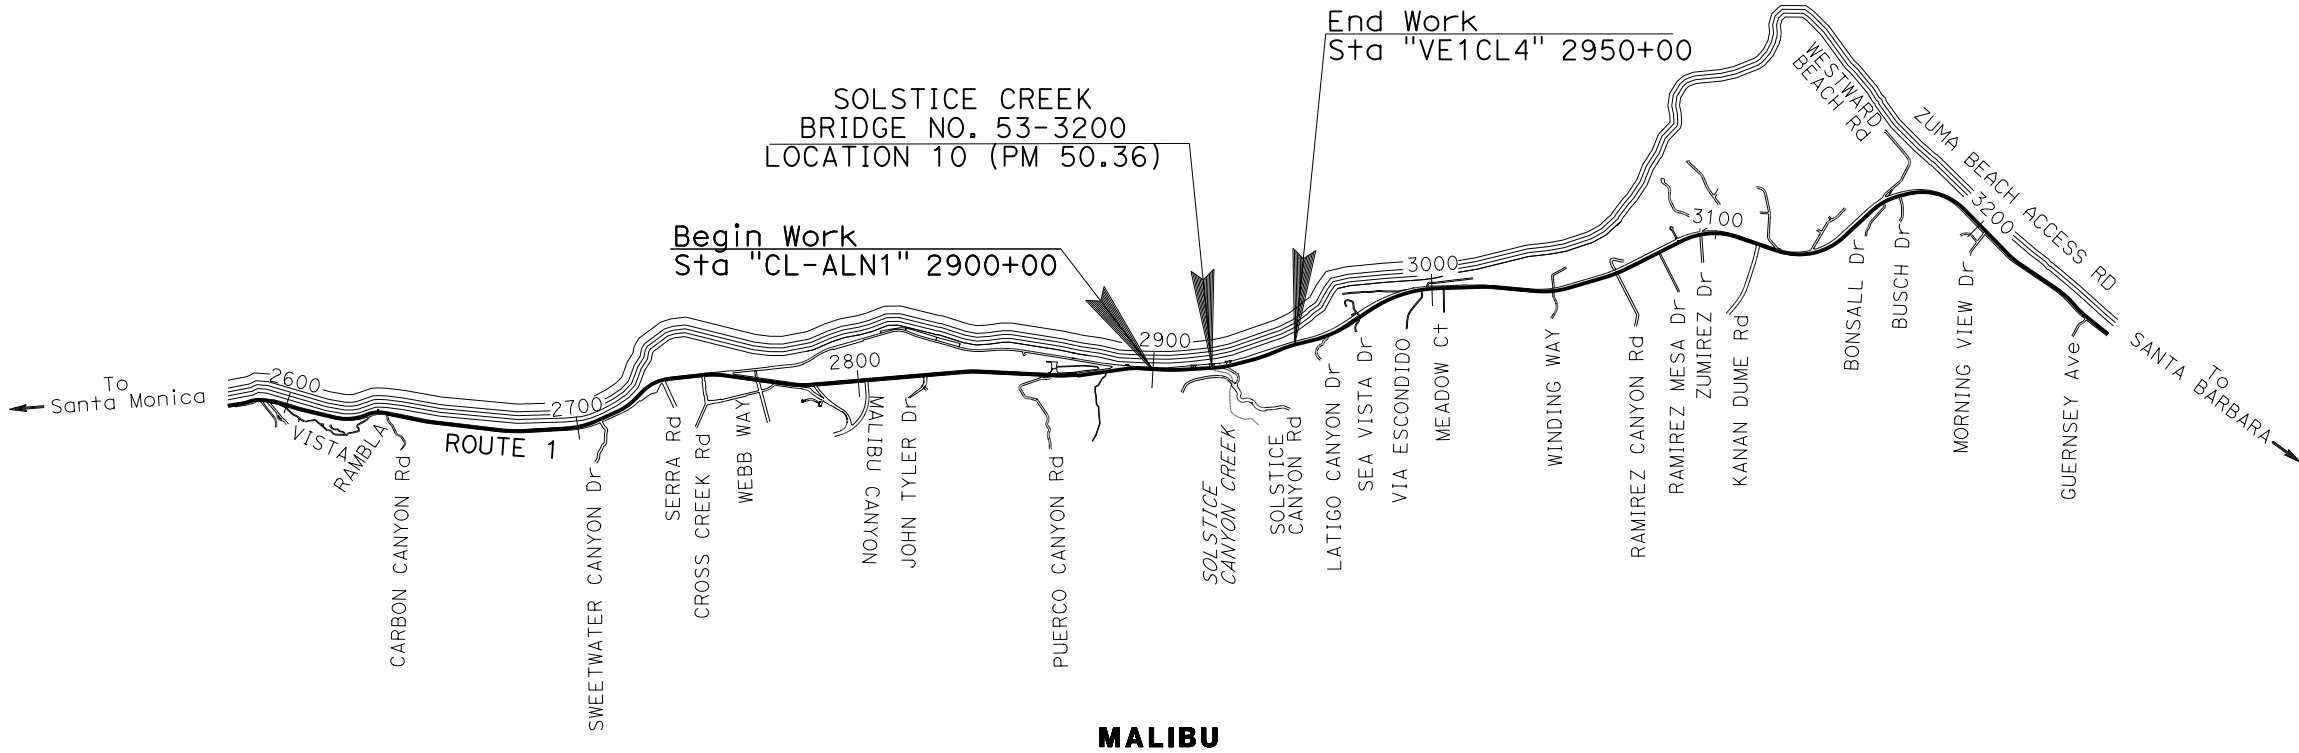 End Work
Sta "VE1CL4" 2950+00
SOLSTICE CREEK
BRIDGE NO. 53-3200
LOCATION 10 (PM 50.36)
Begin Work
Sta "CL-ALN1" 2900+00
WESTWARD
BEACH Rd
ZUMA BEACH ACCESS RD
To
Santa Monica
2600
2700
2800
2900
3000
3100
3200
VISTA
RAMBLA
ROUTE 1
CARBON CANYON Rd
SWEETWATER CANYON Dr
SERRA Rd
CROSS CREEK Rd
WEBB WAY
MALIBU CANYON
JOHN TYLER Dr
PUERCO CANYON Rd
SOLSTICE
CANYON CREEK
SOLSTICE
CANYON Rd
LATIGO CANYON Dr
SEA VISTA Dr
VIA ESCONDIDO
MEADOW Ct
WINDING WAY
RAMIREZ CANYON Rd
RAMIREZ MESA Dr
ZUMIREZ Dr
KANAN DUME Rd
BONSALL Dr
BUSCH Dr
MORNING VIEW Dr
GUERNSEY Ave
To
SANTA BARBARA
MALIBU